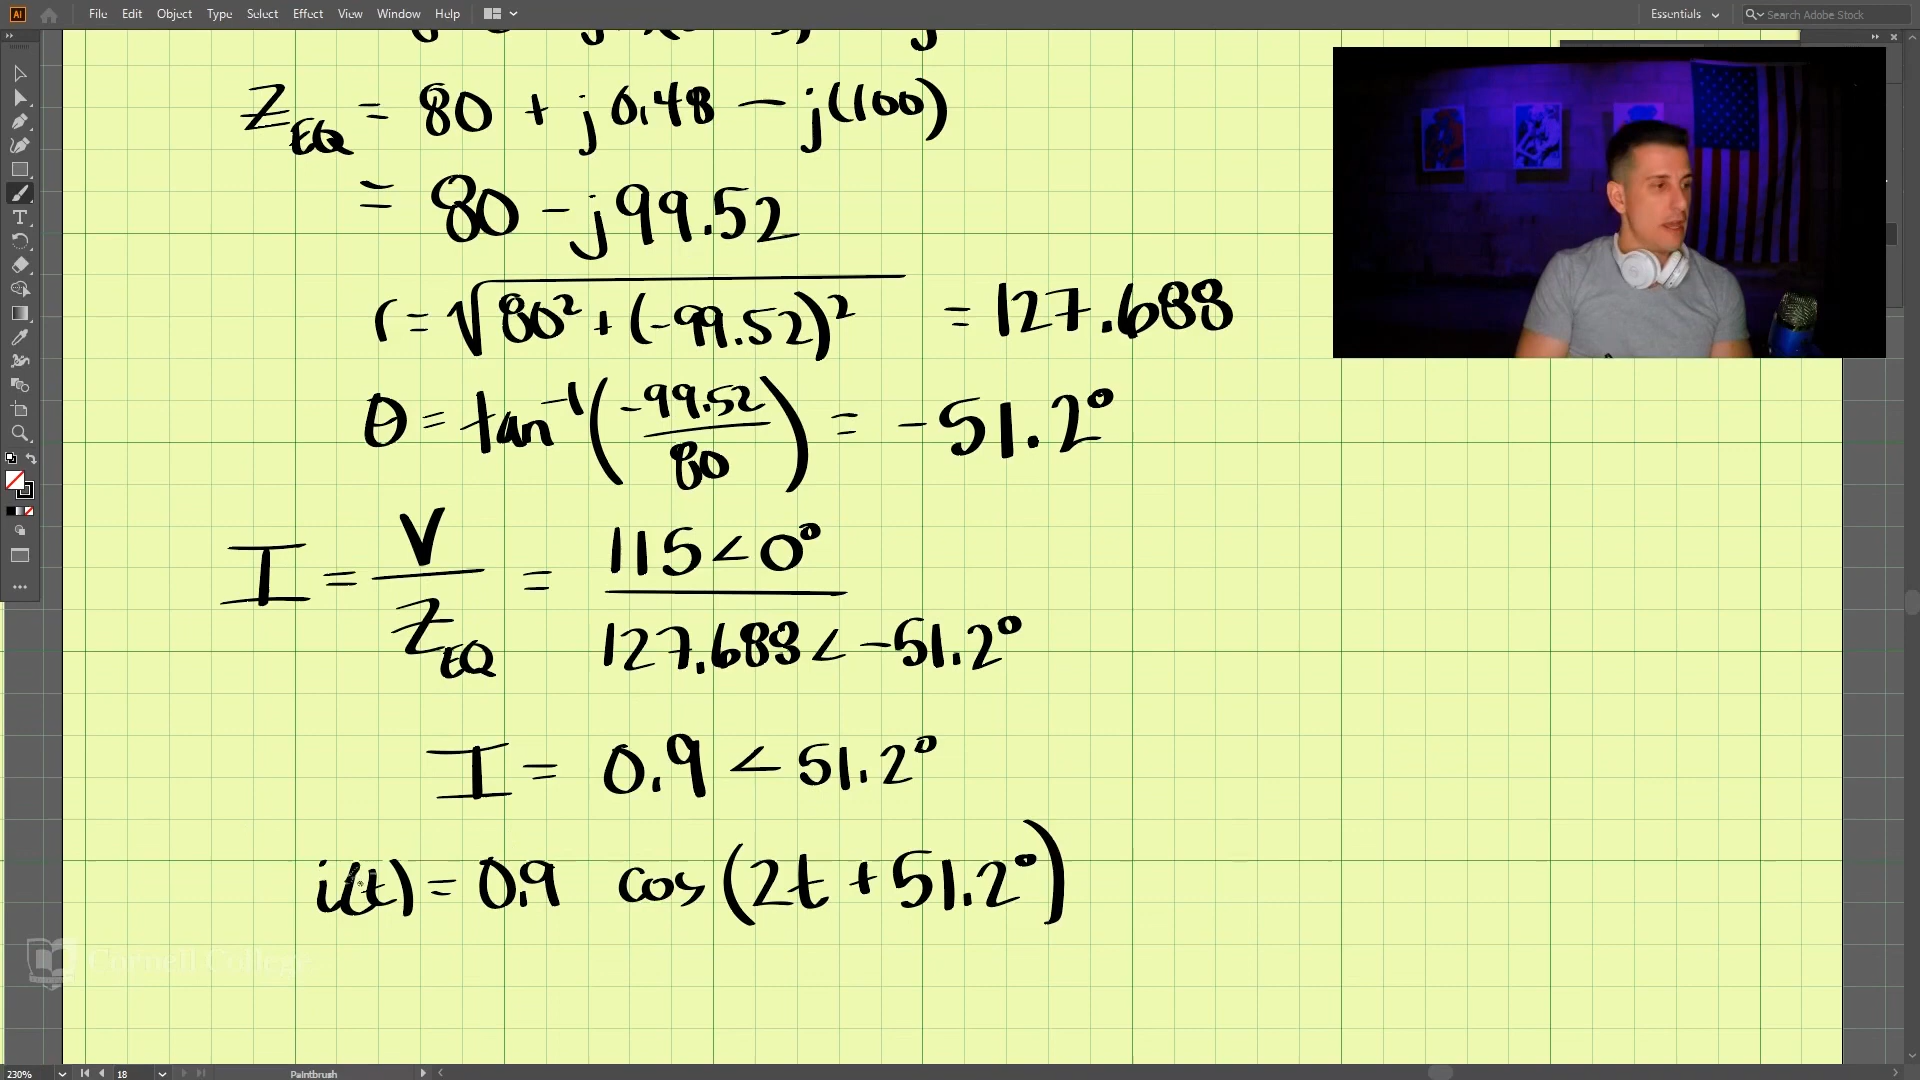 File Edit Object Type Select Effect View Window Help
Essentials
Search Adobe Stock
Z_EQ = 80 + j0.48 - j(100)
= 80 - j99.52
r = √80² + (-99.52)² = 127.688
θ = tan⁻¹(-99.52/80) = -51.2°
I = V/Z_EQ = 115<0° / 127.688<-51.2°
I = 0.9 < 51.2°
i(t) = 0.9 cos(2t + 51.2°)
Cornell College
230% 18 Paintbrush